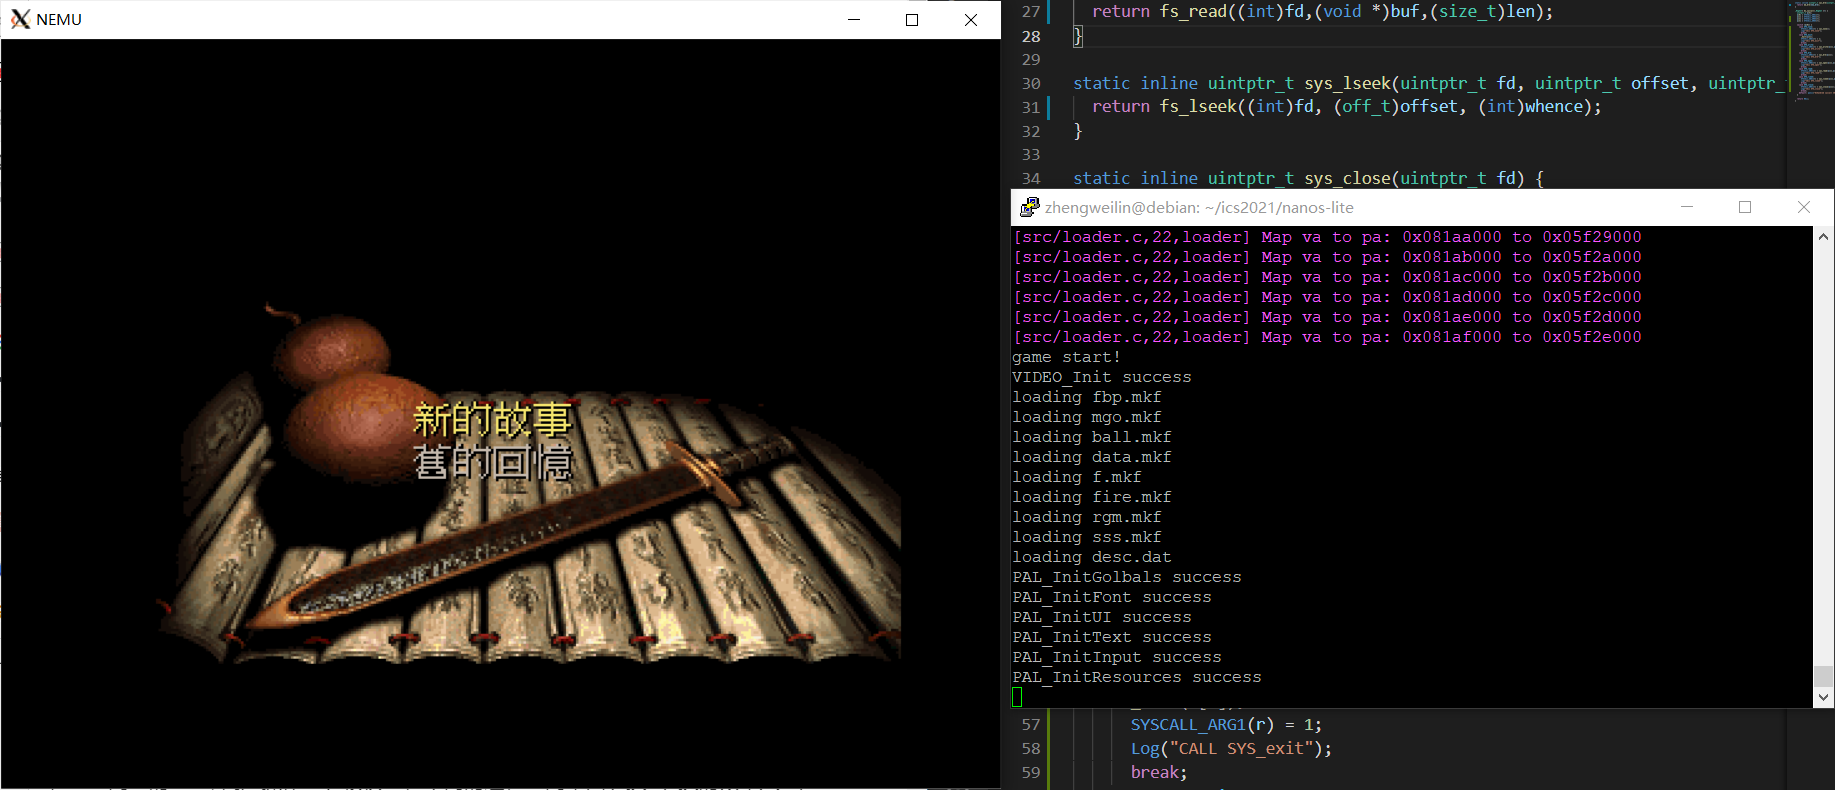 NEMU
新的故事
舊的回憶
27 return fs_read((int)fd,(void *)buf,(size_t)len);
28 }
29
30 static inline uintptr_t sys_lseek(uintptr_t fd, uintptr_t offset, uintptr_
31 return fs_lseek((int)fd, (off_t)offset, (int)whence);
32 }
33
34 static inline uintptr_t sys_close(uintptr_t fd) {
zhengweilin@debian: ~/ics2021/nanos-lite
[src/loader.c,22,loader] Map va to pa: 0x081aa000 to 0x05f29000
[src/loader.c,22,loader] Map va to pa: 0x081ab000 to 0x05f2a000
[src/loader.c,22,loader] Map va to pa: 0x081ac000 to 0x05f2b000
[src/loader.c,22,loader] Map va to pa: 0x081ad000 to 0x05f2c000
[src/loader.c,22,loader] Map va to pa: 0x081ae000 to 0x05f2d000
[src/loader.c,22,loader] Map va to pa: 0x081af000 to 0x05f2e000
game start!
VIDEO_Init success
loading fbp.mkf
loading mgo.mkf
loading ball.mkf
loading data.mkf
loading f.mkf
loading fire.mkf
loading rgm.mkf
loading sss.mkf
loading desc.dat
PAL_InitGolbals success
PAL_InitFont success
PAL_InitUI success
PAL_InitText success
PAL_InitInput success
PAL_InitResources success
57 SYSCALL_ARG1(r) = 1;
58 Log("CALL SYS_exit");
59 break;